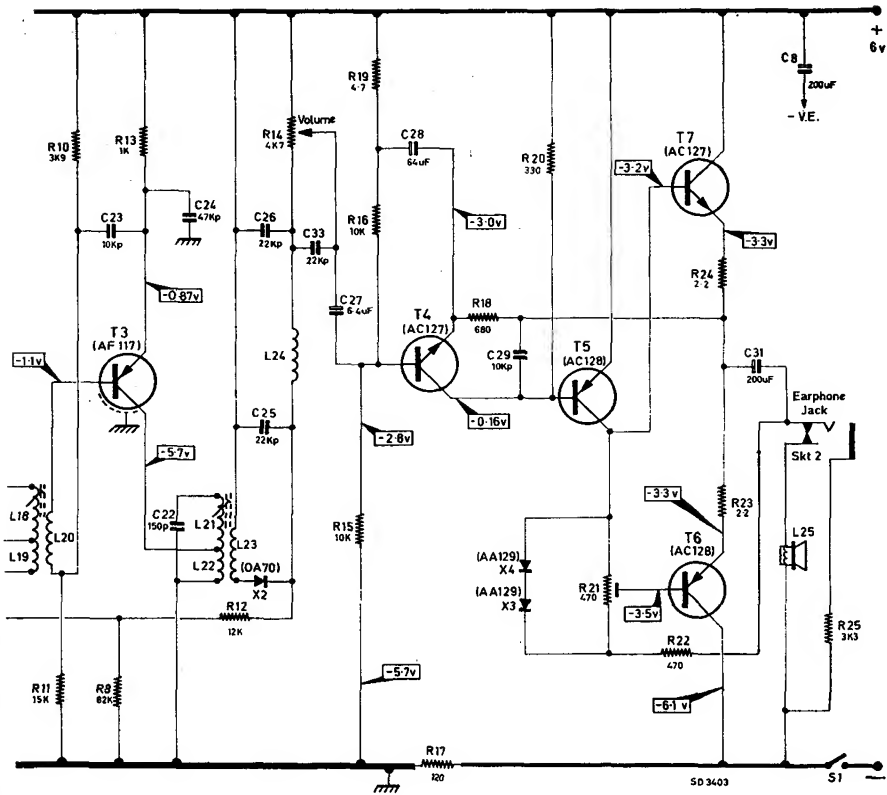 +
6v
C8
200uF
- V.E.
R10
3K9
R13
1K
C24
47Kp
C23
10Kp
-0.87v
T3
(AF 117)
-1.1v
-5.7v
L18
L19
L20
C22
150p
L21
L22
L23
(OA70)
X2
R12
12K
R11
15K
R8
82K
R14
4K7
Volume
C26
22Kp
C33
22Kp
L24
C25
22Kp
C27
6.4uF
R19
4.7
C28
64uF
R16
10K
-3.0v
T4
(AC127)
R18
680
C29
10Kp
-2.8v
-0.16v
R15
10K
-5.7v
R17
120
R20
330
T5
(AC128)
T7
(AC127)
-3.2v
-3.3v
R24
2.2
C31
200uF
Earphone
Jack
Skt 2
-3.3v
R23
2.2
T6
(AC128)
(AA129)
X4
(AA129)
X3
R21
470
-3.5v
R22
470
L25
R25
3K3
-6.1 v
SD 3403
S1
−